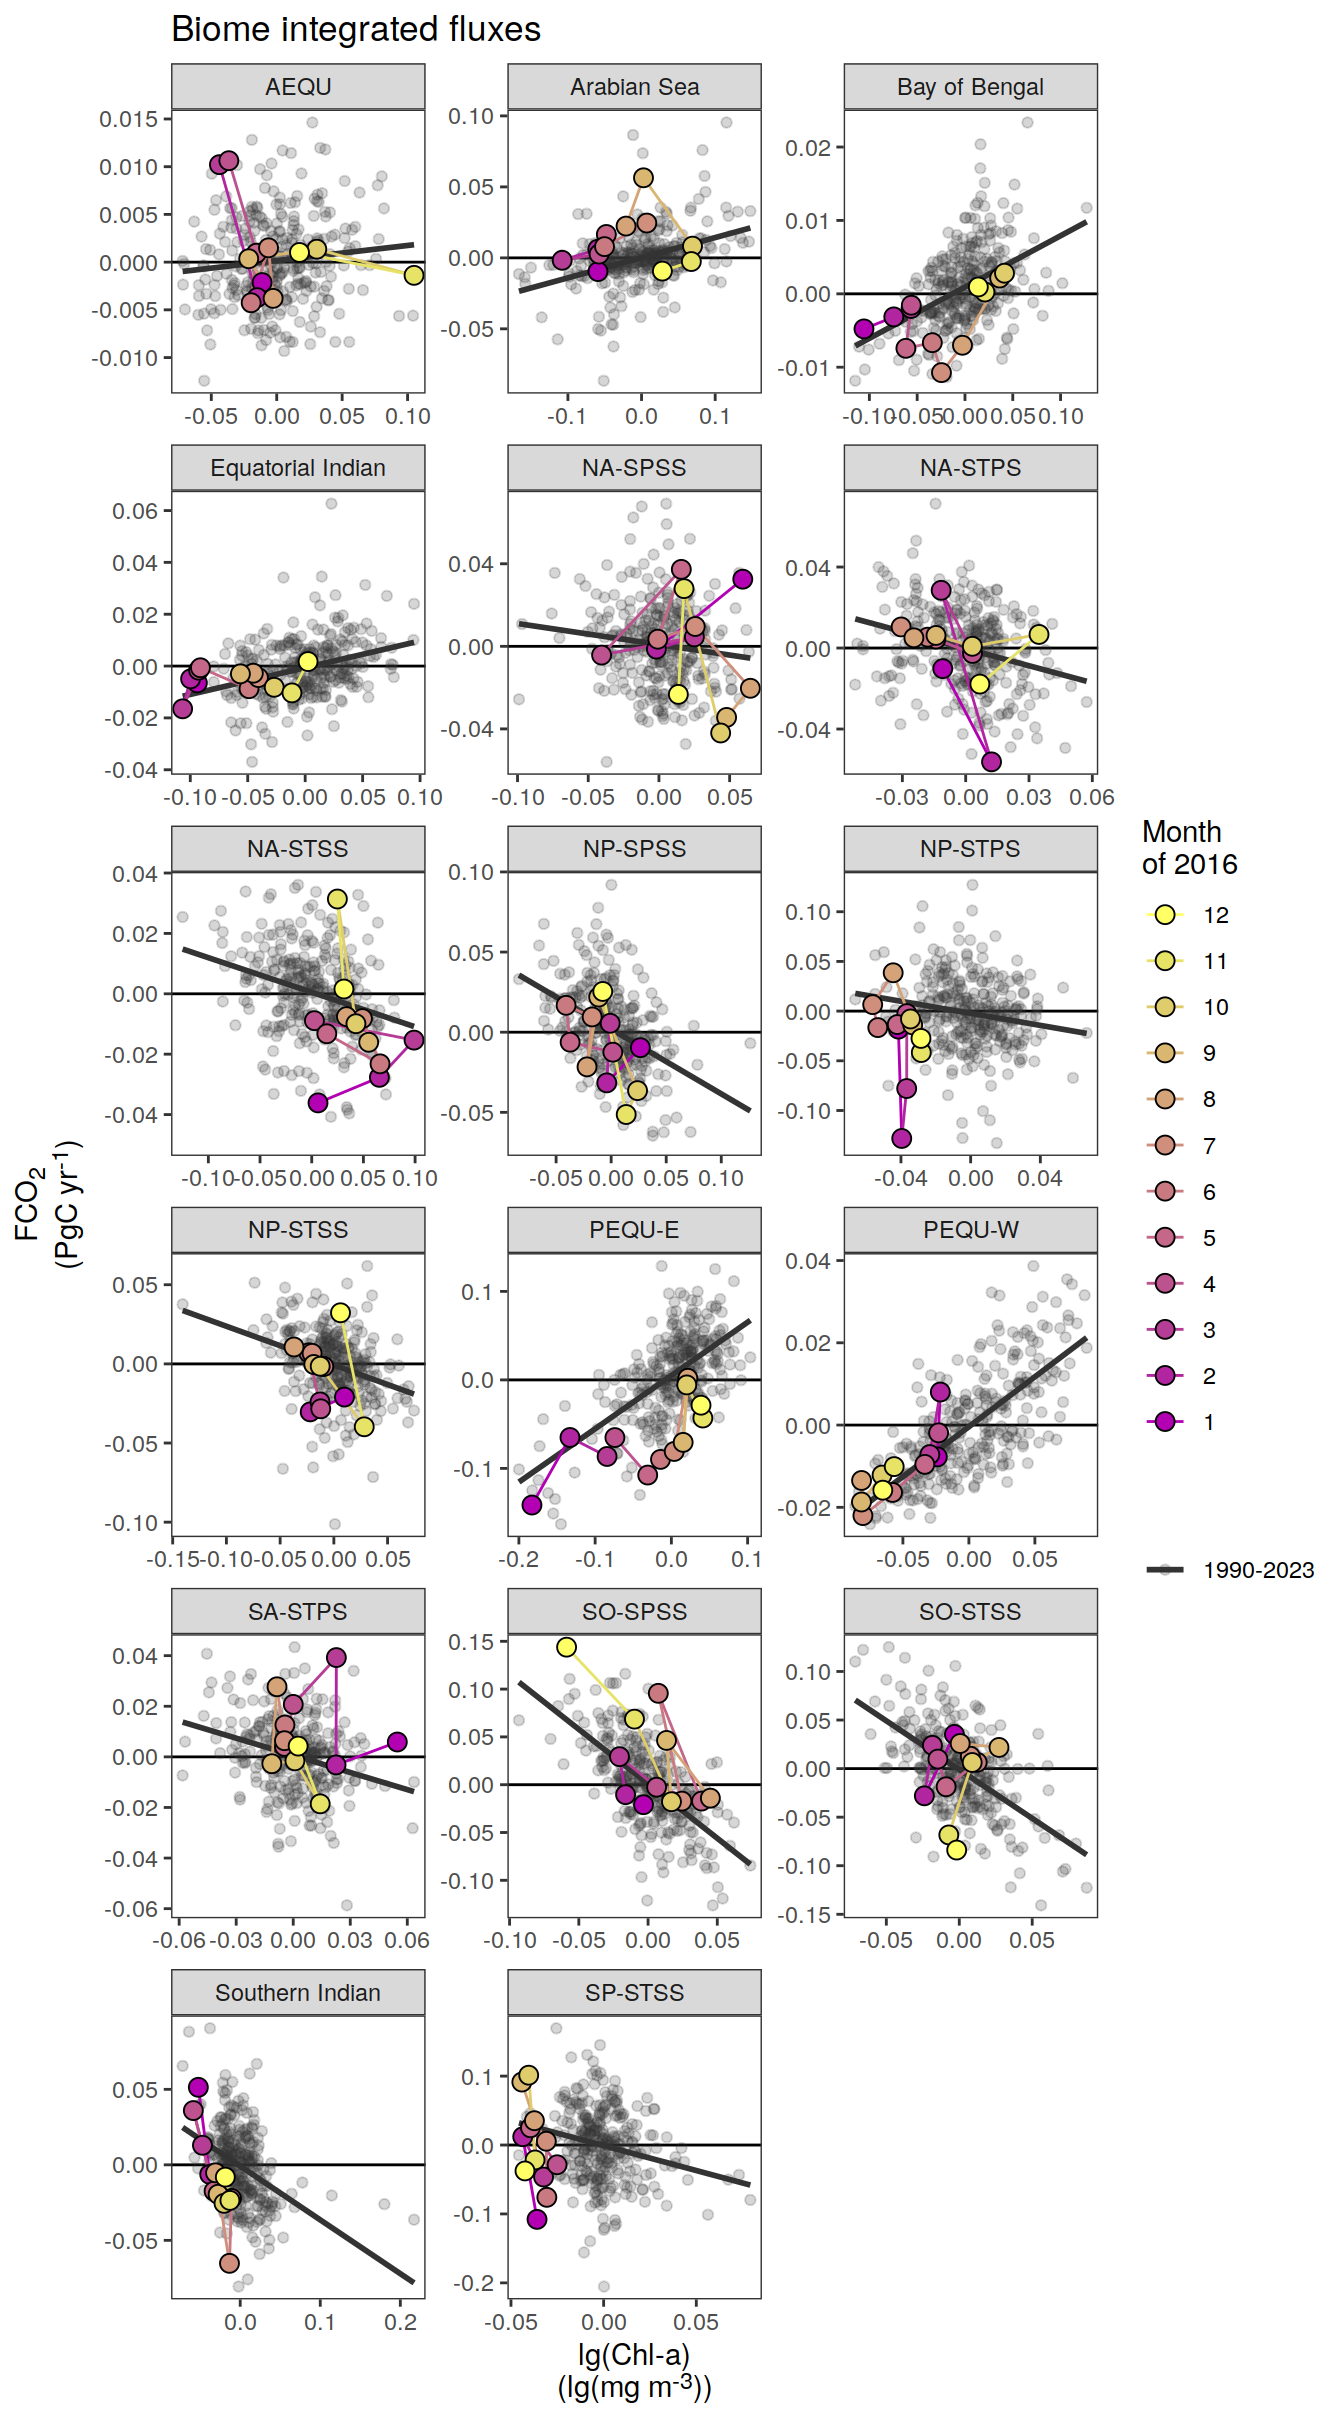 Biome integrated fluxes
AEQU Arabian Sea Bay of Bengal
0.015
0.010
0.005
0.000
-0.005
-0.010
-0.05 0.00 0.05 0.10
0.10
0.05
0.00
-0.05
-0.1 0.0 0.1
0.02
0.01
0.00
-0.01
-0.10 -0.05 0.00 0.05 0.10
Equatorial Indian NA-SPSS NA-STPS
0.06
0.04
0.02
0.00
-0.02
-0.04
-0.10 -0.05 0.00 0.05 0.10
0.04
0.00
-0.04
-0.10 -0.05 0.00 0.05
0.04
0.00
-0.04
-0.03 0.00 0.03 0.06
NA-STSS NP-SPSS NP-STPS
0.04
0.02
0.00
-0.02
-0.04
-0.10 -0.05 0.00 0.05 0.10
0.10
0.05
0.00
-0.05
-0.05 0.00 0.05 0.10
0.10
0.05
0.00
-0.05
-0.10
-0.04 0.00 0.04
NP-STSS PEQU-E PEQU-W
0.05
0.00
-0.05
-0.10
-0.15 -0.10 -0.05 0.00 0.05
0.1
0.0
-0.1
-0.2 -0.1 0.0 0.1
0.04
0.02
0.00
-0.02
-0.05 0.00 0.05
SA-STPS SO-SPSS SO-STSS
0.04
0.02
0.00
-0.02
-0.04
-0.06
-0.06 -0.03 0.00 0.03 0.06
0.15
0.10
0.05
0.00
-0.05
-0.10
-0.10 -0.05 0.00 0.05
0.10
0.05
0.00
-0.05
-0.10
-0.15
-0.05 0.00 0.05
Southern Indian SP-STSS
0.05
0.00
-0.05
0.0 0.1 0.2
0.1
0.0
-0.1
-0.2
-0.05 0.00 0.05
FCO2
(PgC yr-1)
lg(Chl-a)
(lg(mg m-3))
Month
of 2016
12
11
10
9
8
7
6
5
4
3
2
1
1990-2023